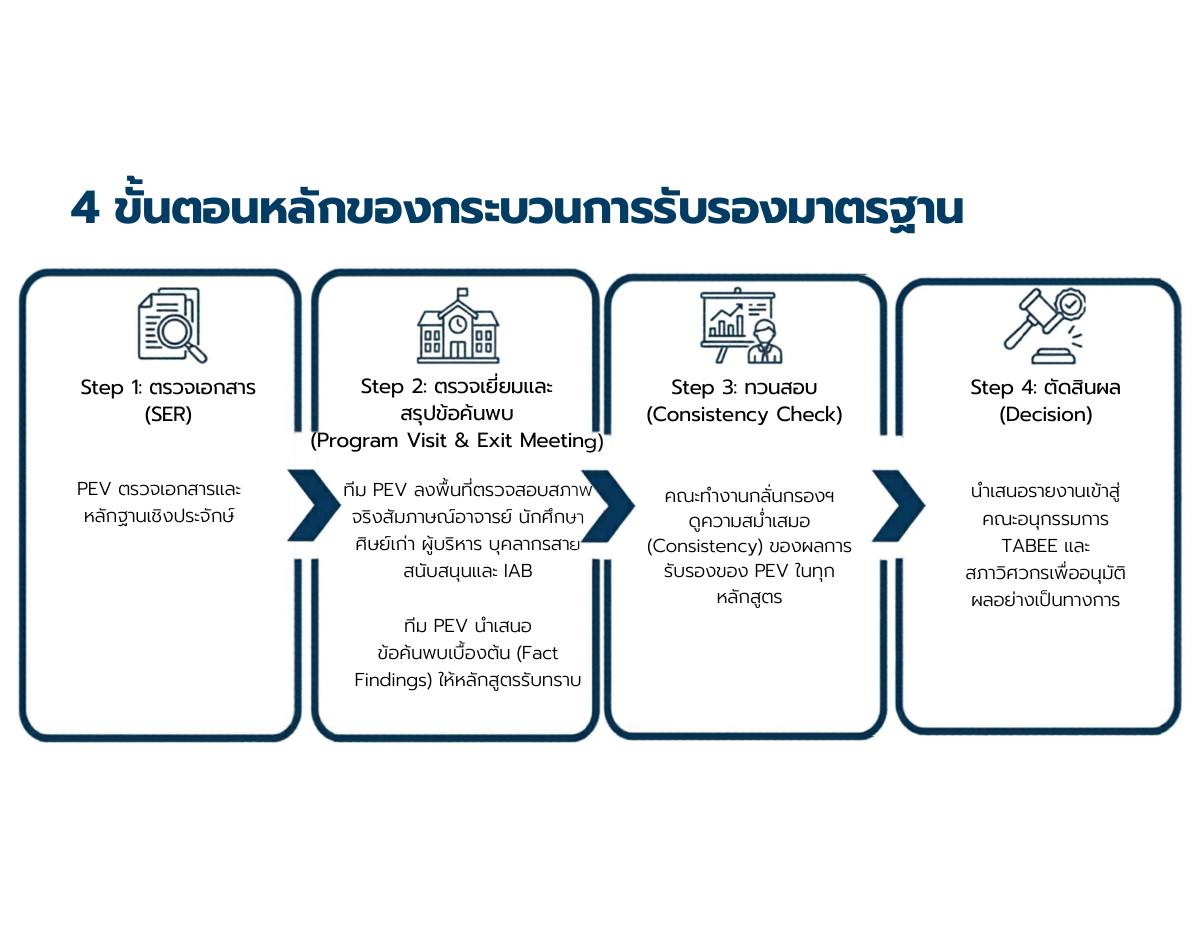 4 ขั้นตอนหลักของกระบวนการรับรองมาตรฐาน
Step 1: ตรวจเอกสาร
(SER)
PEV ตรวจเอกสารและ
หลักฐานเชิงประจักษ์
Step 2: ตรวจเยี่ยมและ
สรุปข้อค้นพบ
(Program Visit & Exit Meeting)
ทีม PEV ลงพื้นที่ตรวจสอบสภาพ
จริงสัมภาษณ์อาจารย์ นักศึกษา
ศิษย์เก่า ผู้บริหาร บุคลากรสาย
สนับสนุนและ IAB
ทีม PEV นำเสนอ
ข้อค้นพบเบื้องต้น (Fact
Findings) ให้หลักสูตรรับทราบ
Step 3: ทวนสอบ
(Consistency Check)
คณะทำงานกลั่นกรองฯ
ดูความสม่ำเสมอ
(Consistency) ของผลการ
รับรองของ PEV ในทุก
หลักสูตร
Step 4: ตัดสินผล
(Decision)
นำเสนอรายงานเข้าสู่
คณะอนุกรรมการ
TABEE และ
สภาวิศวกรเพื่ออนุมัติ
ผลอย่างเป็นทางการ